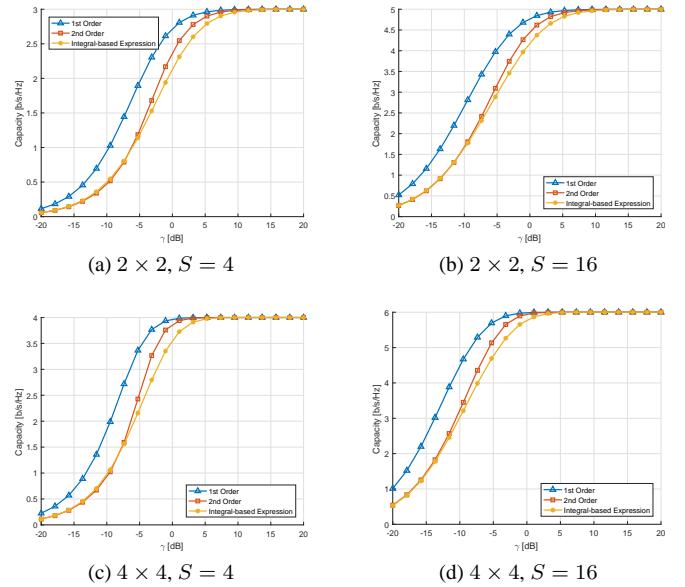 3
2.5
2
1.5
1
0.5
0
Capacity [b/s/Hz]
1st Order
2nd Order
Integral-based Expression
-20 -15 -10 -5 0 5 10 15 20
γ [dB]
(a) 2 × 2, S = 4
5
4.5
4
3.5
3
2.5
2
1.5
1
0.5
0
Capacity [b/s/Hz]
1st Order
2nd Order
Integral-based Expression
-20 -15 -10 -5 0 5 10 15 20
γ [dB]
(b) 2 × 2, S = 16
4
3.5
3
2.5
2
1.5
1
0.5
0
Capacity [b/s/Hz]
1st Order
2nd Order
Integral-based Expression
-20 -15 -10 -5 0 5 10 15 20
γ [dB]
(c) 4 × 4, S = 4
6
5
4
3
2
1
0
Capacity [b/s/Hz]
1st Order
2nd Order
Integral-based Expression
-20 -15 -10 -5 0 5 10 15 20
γ [dB]
(d) 4 × 4, S = 16